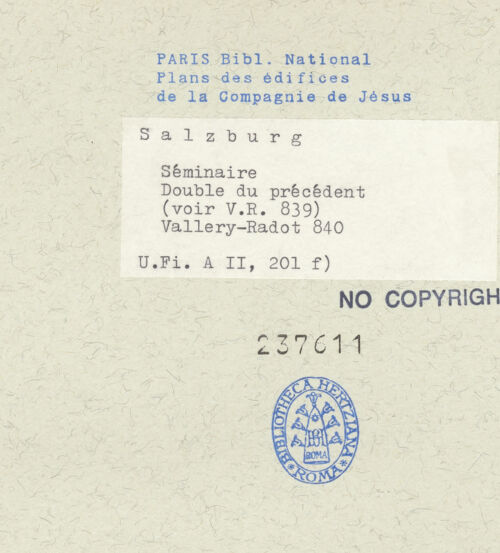 PARIS Bibl. National
Plans des édifices
de la Compagnie de Jésus
Salzburg
Séminaire
Double du précédent
(voir V.R. 839)
Vallery-Radot 840
U.Fi. A II, 201 f)
NO COPYRIGH
237611
BIBLIOTHECA HERTZIANA
ROMA
ROMA